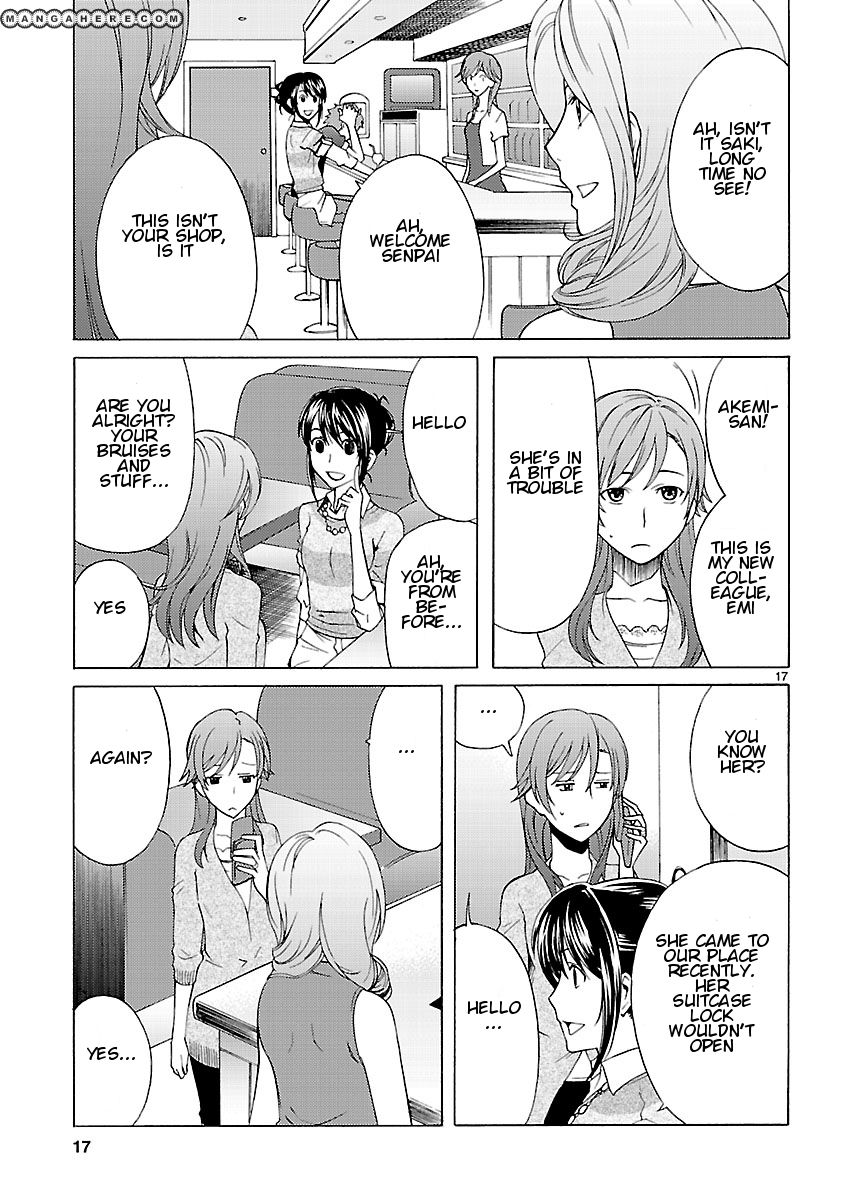 MANGAHERE.COM
AH, ISN'T
IT SAKI,
LONG
TIME NO
SEE!
AH,
WELCOME
SENPAI
THIS ISN'T
YOUR SHOP,
IS IT
AKEMI-
SAN!
THIS IS
MY NEW
COLL-
EAGUE,
EMI
SHE'S IN
A BIT OF
TROUBLE
HELLO
AH,
YOU'RE
FROM
BE-
FORE...
ARE YOU
ALRIGHT?
YOUR
BRUISES
AND
STUFF...
YES
17
YOU
KNOW
HER?
...
SHE CAME TO
OUR PLACE
RECENTLY.
HER
SUITCASE
LOCK
WOULDN'T
OPEN
HELLO
...
...
AGAIN?
YES...
17